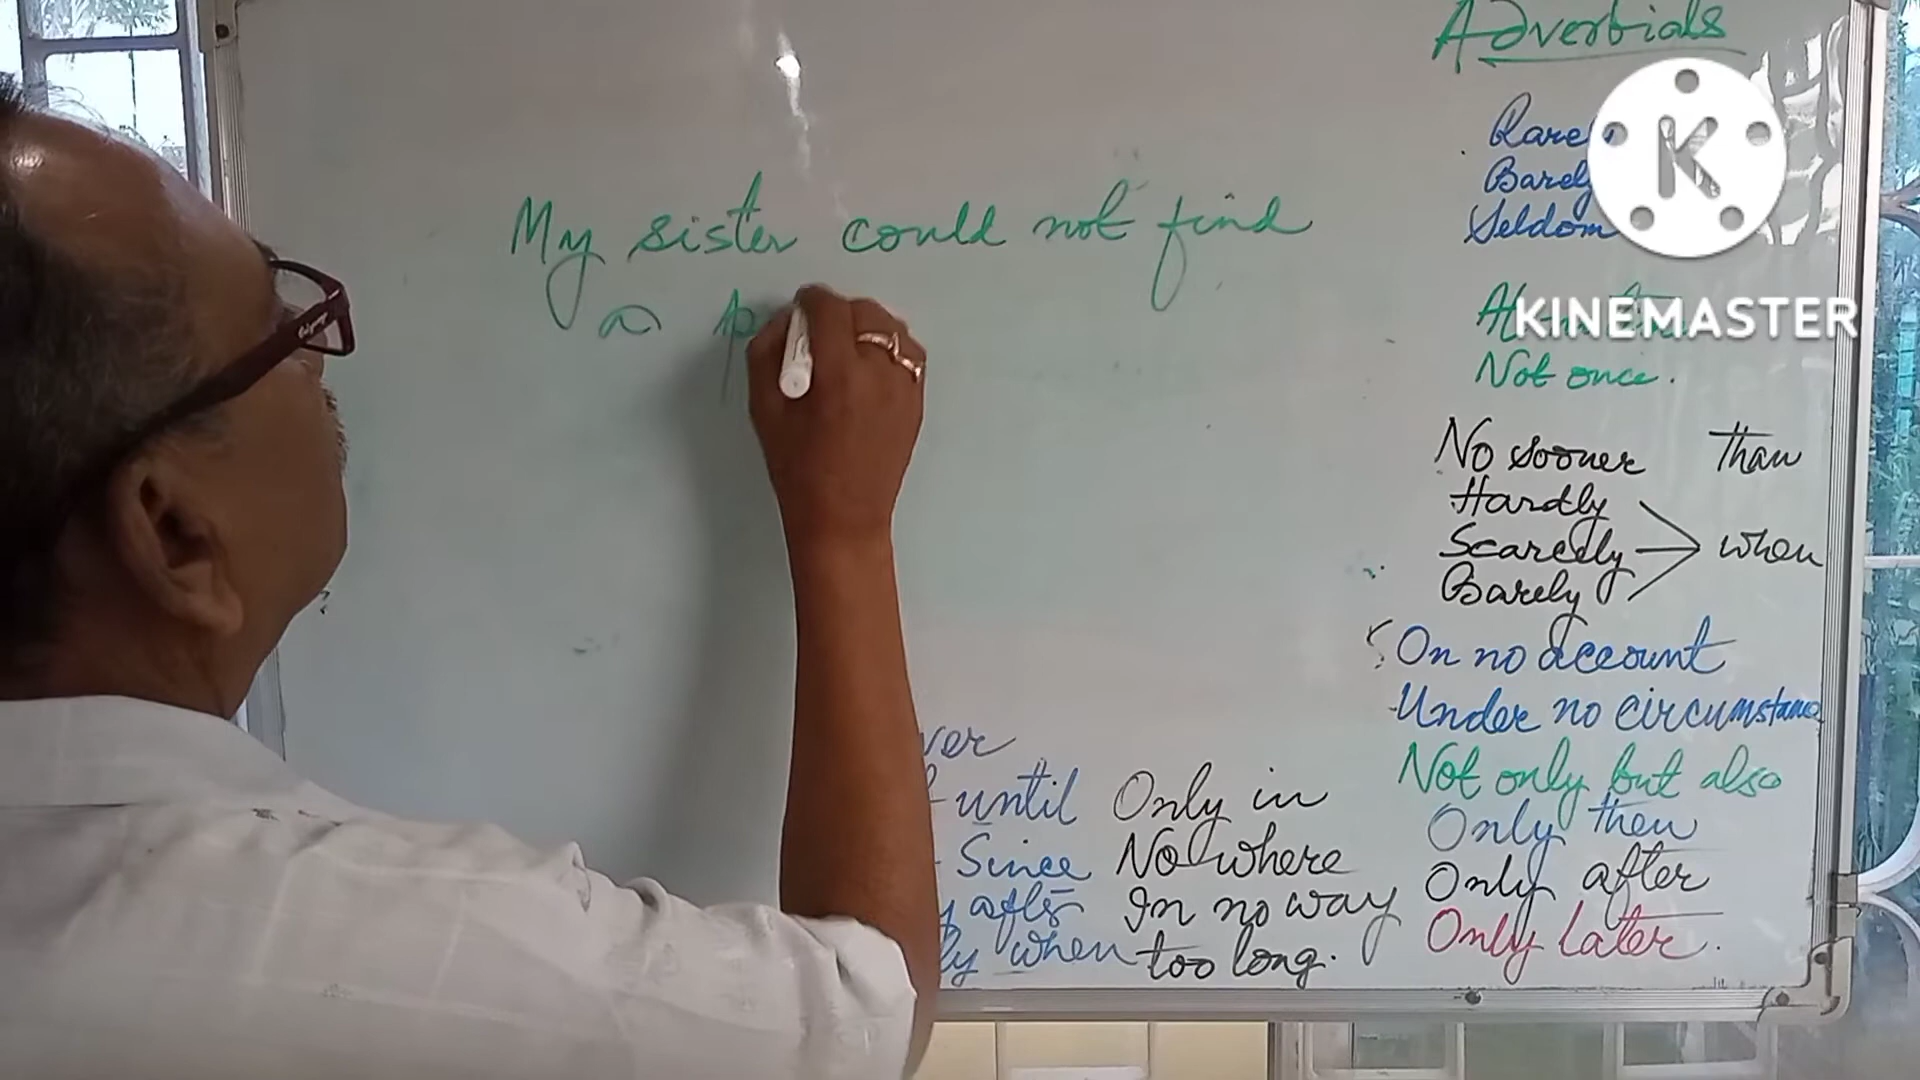 Adverbials
Barely
Seldom
My sister could not find
a
KINEMASTER
Not once.
No sooner than
Hardly
Scarcely when
Barely
On no account
Under no circumstance
Not only but also
until Only in Only then
Since No where Only after
In no way Only later.
when too long.